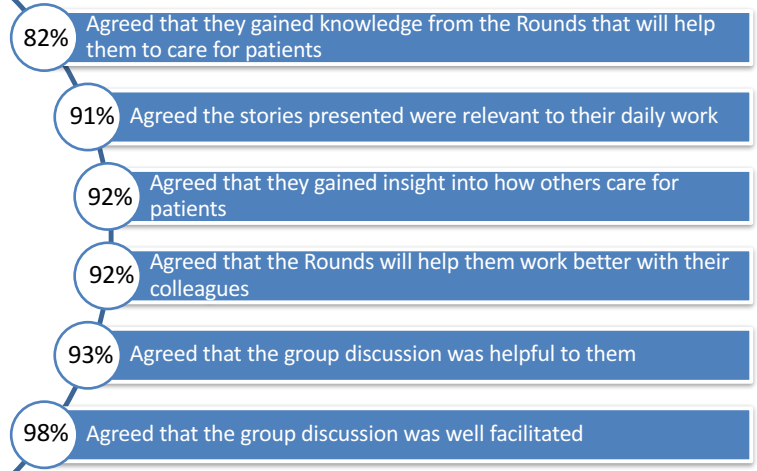 82%
Agreed that they gained knowledge from the Rounds that will help
them to care for patients
91%
Agreed the stories presented were relevant to their daily work
92%
Agreed that they gained insight into how others care for
patients
92%
Agreed that the Rounds will help them work better with their
colleagues
93%
Agreed that the group discussion was helpful to them
98%
Agreed that the group discussion was well facilitated